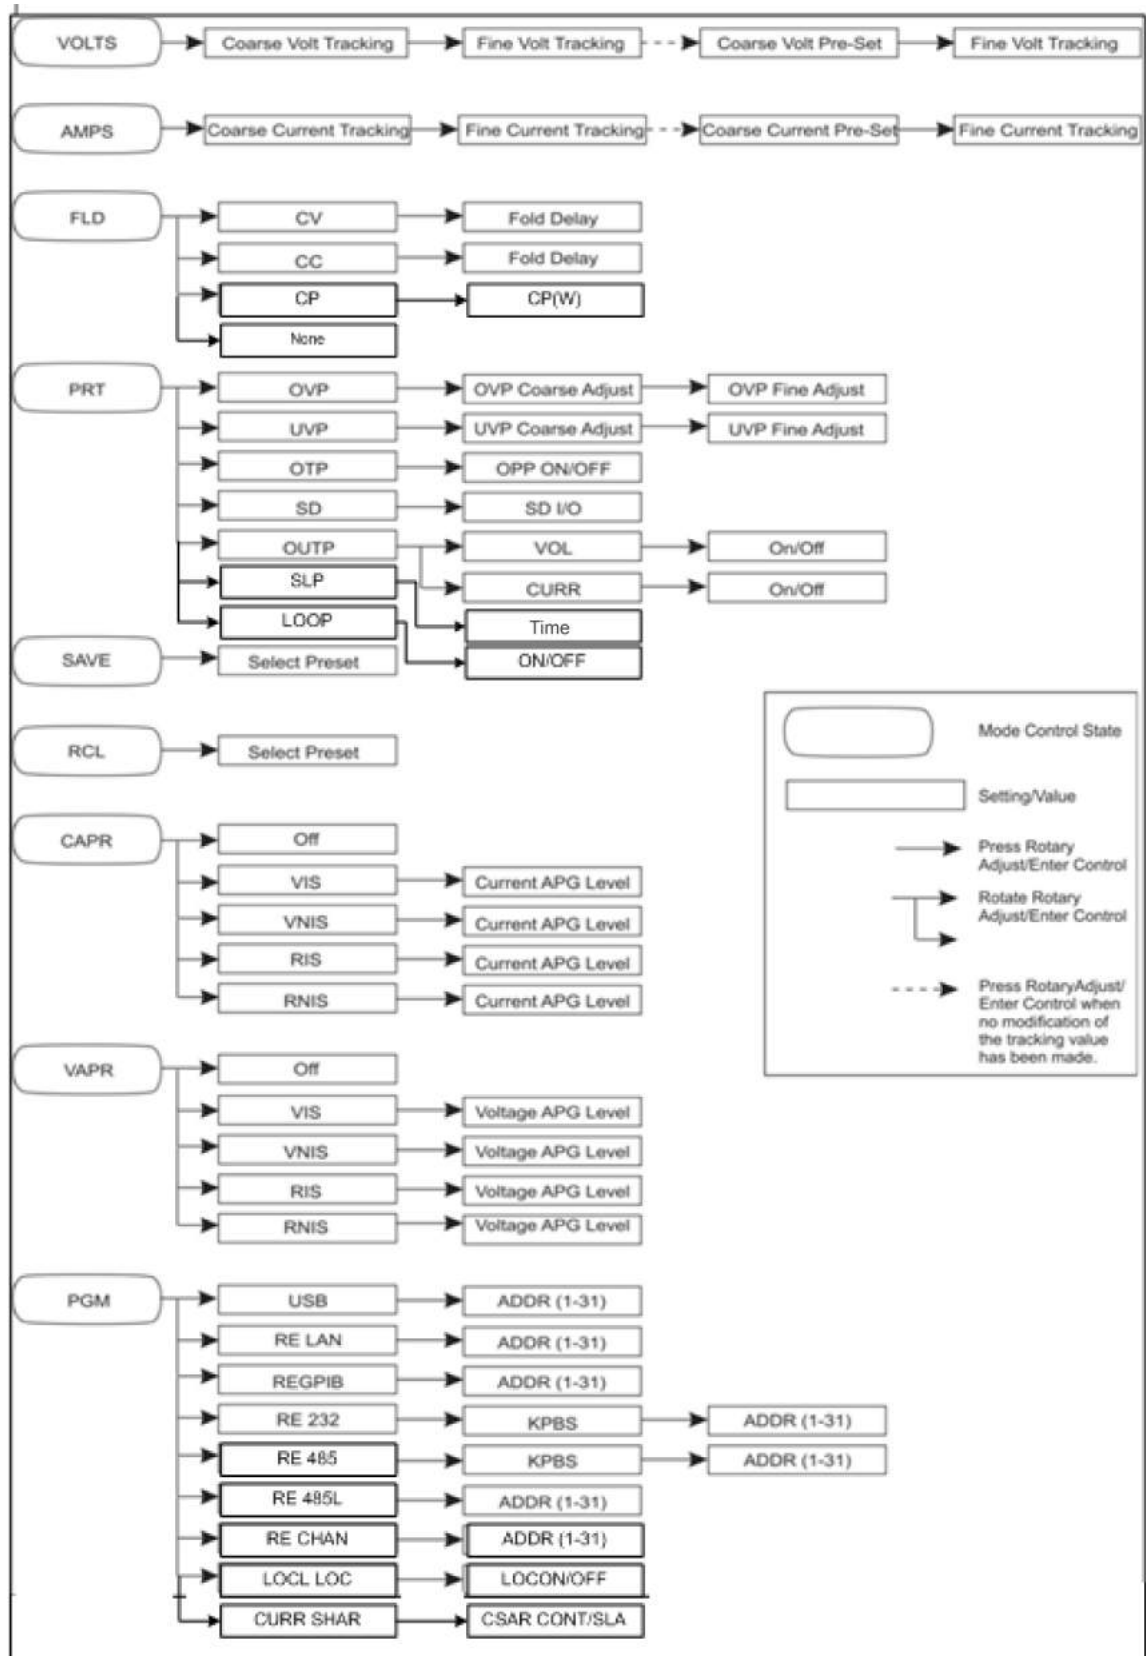 VOLTS
Coarse Volt Tracking
Fine Volt Tracking
Coarse Volt Pre-Set
Fine Volt Tracking
AMPS
Coarse Current Tracking
Fine Current Tracking
Coarse Current Pre-Set
Fine Current Tracking
FLD
CV
Fold Delay
CC
Fold Delay
CP
CP(W)
None
PRT
OVP
OVP Coarse Adjust
OVP Fine Adjust
UVP
UVP Coarse Adjust
UVP Fine Adjust
OTP
OPP ON/OFF
SD
SD I/O
OUTP
VOL
On/Off
CURR
On/Off
SLP
Time
LOOP
ON/OFF
SAVE
Select Preset
RCL
Select Preset
CAPR
Off
VIS
Current APG Level
VNIS
Current APG Level
RIS
Current APG Level
RNIS
Current APG Level
VAPR
Off
VIS
Voltage APG Level
VNIS
Voltage APG Level
RIS
Voltage APG Level
RNIS
Voltage APG Level
PGM
USB
ADDR (1-31)
RE LAN
ADDR (1-31)
REGPIB
ADDR (1-31)
RE 232
KPBS
ADDR (1-31)
RE 485
KPBS
ADDR (1-31)
RE 485L
ADDR (1-31)
RE CHAN
ADDR (1-31)
LOCL LOC
LOCON/OFF
CURR SHAR
CSAR CONT/SLA
Mode Control State
Setting/Value
Press Rotary
Adjust/Enter Control
Rotate Rotary
Adjust/Enter Control
Press RotaryAdjust/
Enter Control when
no modification of
the tracking value
has been made.